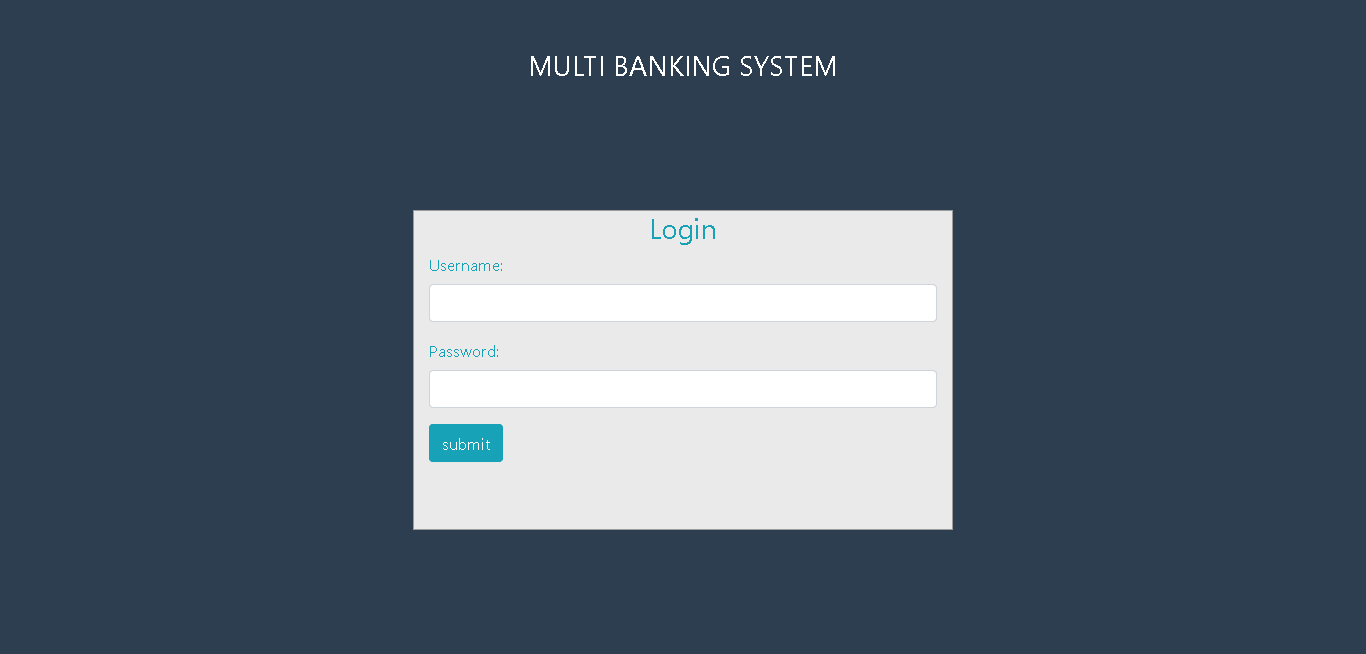 MULTI BANKING SYSTEM
Login
Username:
Password:
submit